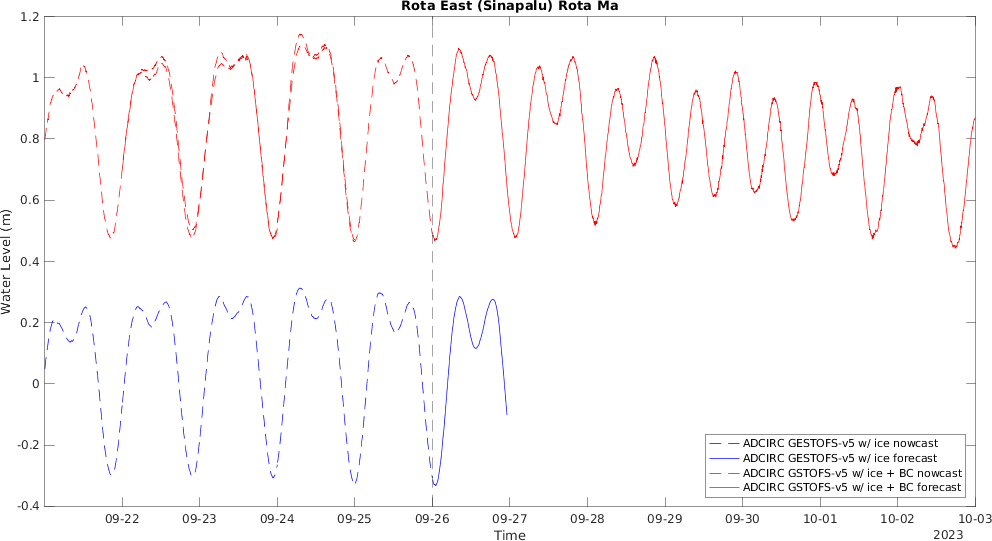 Rota East (Sinapalu) Rota Ma
1.2
1
0.8
0.6
0.4
0.2
0
-0.2
-0.4
Water Level (m)
ADCIRC GESTOFS-v5 w/ ice nowcast
ADCIRC GESTOFS-v5 w/ ice forecast
ADCIRC GSTOFS-v5 w/ ice + BC nowcast
ADCIRC GSTOFS-v5 w/ ice + BC forecast
09-22 09-23 09-24 09-25 09-26 09-27 09-28 09-29 09-30 10-01 10-02 10-03
Time
2023